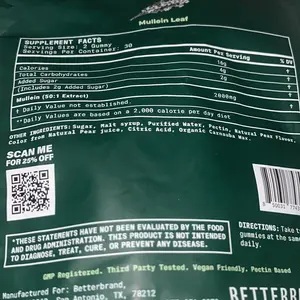 Mullein Leaf
SUPPLEMENT FACTS
Serving Size: 2 Gummy
Servings Per Container: 30
Amount Per Serving % DV
Calories
Total Carbohydrates
Added Sugar
(Includes 2g Added Sugar)
Mullein (50:1 Extract) 2000mg
† Daily Value not established.
Daily Values are based on a 2,000 calorie per day diet
OTHER INGREDIENTS: Sugar, Malt syrup, Purified Water, Pectin, Natural Pear Flavor,
Color from Natural Pear juice, Citric Acid, Organic Carnauba Wax.
SCAN ME
FOR 25% OFF
*THESE STATEMENTS HAVE NOT BEEN EVALUATED BY THE FOOD
AND DRUG ADMINISTRATION. THIS PRODUCT IS NOT INTENDED
TO DIAGNOSE, TREAT, CURE, OR PREVENT ANY DISEASE.
Directions: Take t
gummies at the same
daily.
GMP Registered. Third Party Tested. Vegan Friendly. Pectin Based
Manufactured For: Betterbrand,
San Antonio, TX, 78212
BETTERB